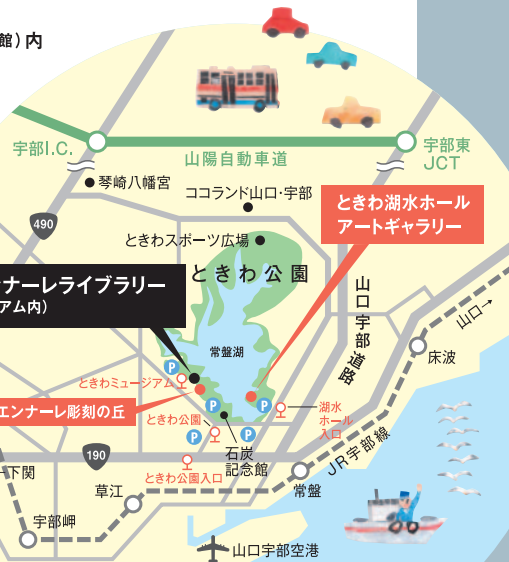 館）内
宇部I.C.
山陽自動車道
宇部東
JCT
琴崎八幡宮
ココランド山口・宇部
ときわ湖水ホール
アートギャラリー
490
ときわスポーツ広場
ときわ公園
ナーレライブラリー
アム内）
山口宇部道路
山口→
常盤湖
床波
P
ときわミュージアム
エンナーレ彫刻の丘
P
P
湖水
ホール
入口
ときわ公園
P
P
石炭
記念館
190
ときわ公園入口
JR宇部線
下関
草江
常盤
宇部岬
山口宇部空港